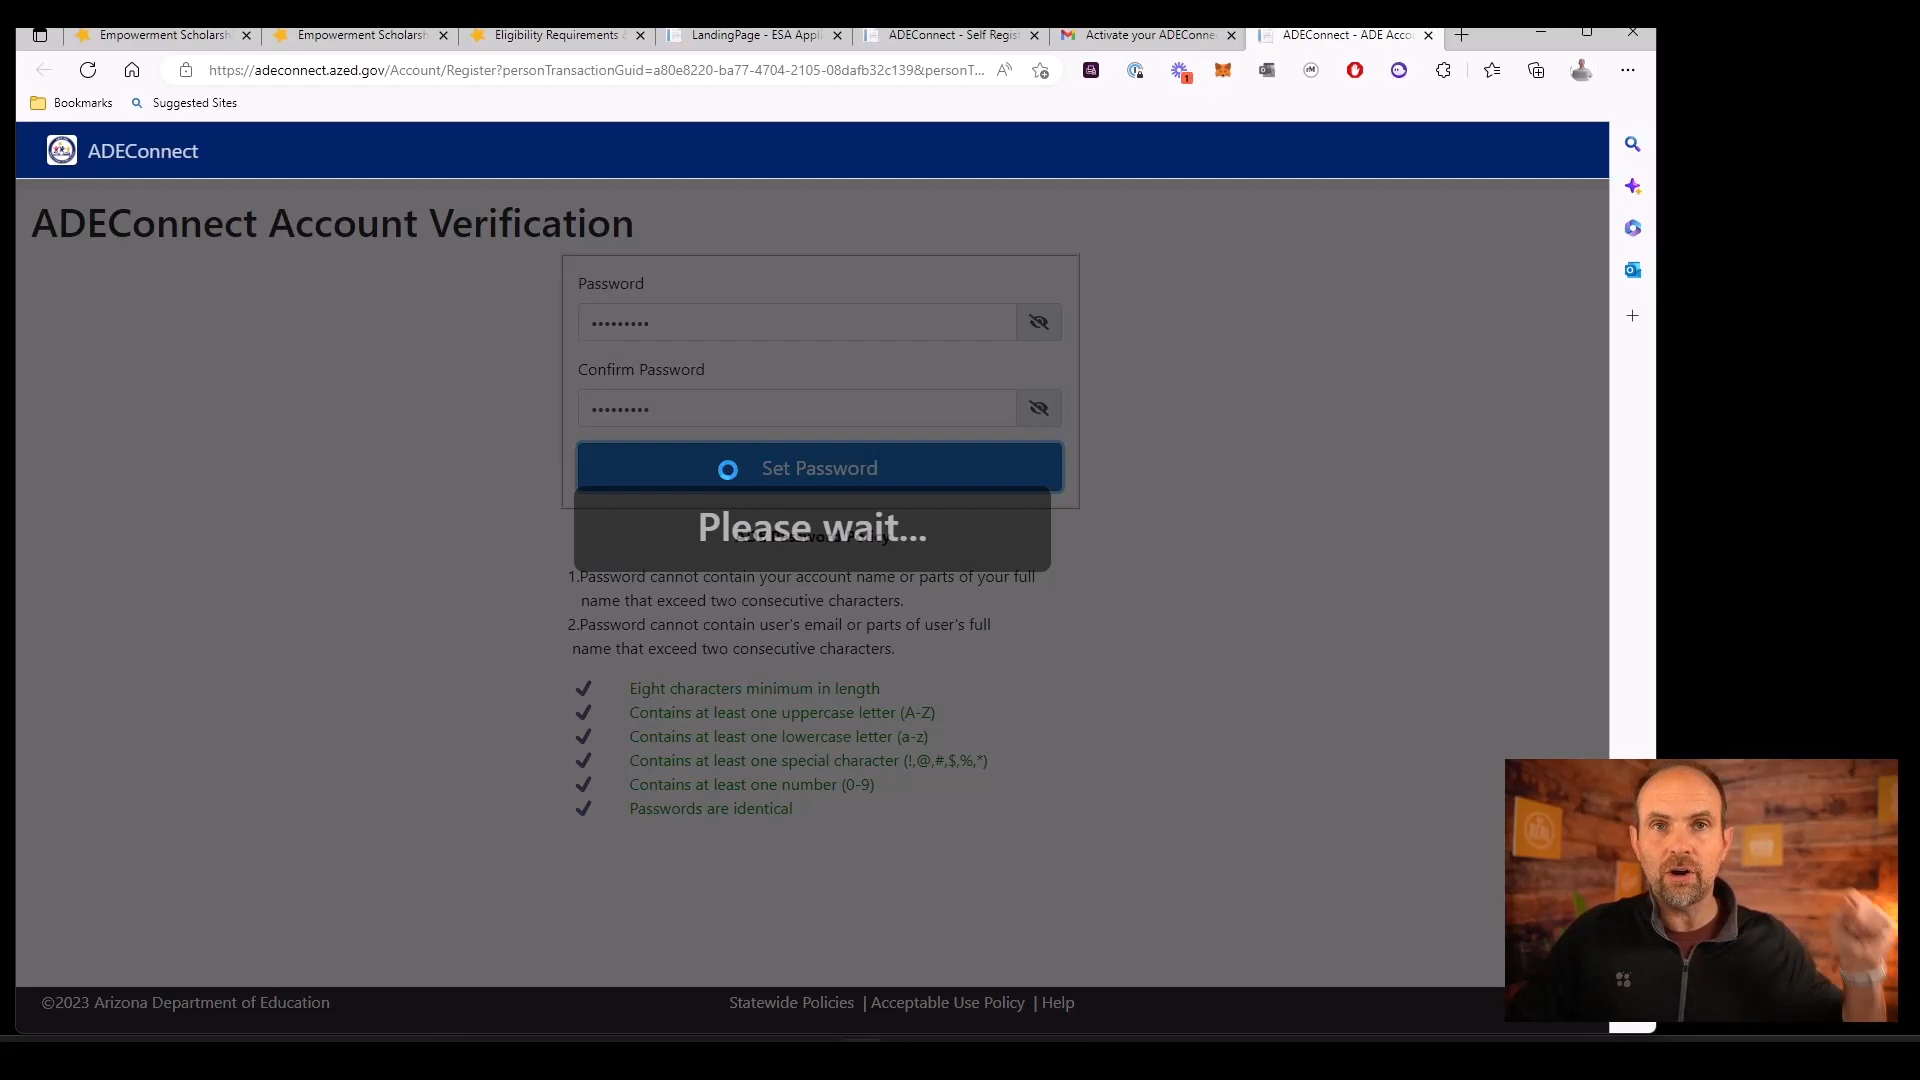 Empowerment Scholarsh
Empowerment Scholarsh
Eligibility Requirements
LandingPage - ESA Appli
ADEConnect - Self Regist
Activate your ADEConne
ADEConnect - ADE Acco
https://adeconnect.azed.gov/Account/Register?personTransactionGuid=a80e8220-ba77-4704-2105-08dafb32c139&personT...
1
Bookmarks
Suggested Sites
ADEConnect
ADEConnect Account Verification
Password
•••••••••
Confirm Password
•••••••••
Set Password
Please wait...
1.Password cannot contain your account name or parts of your full
name that exceed two consecutive characters.
2.Password cannot contain user's email or parts of user's full
name that exceed two consecutive characters.
Eight characters minimum in length
Contains at least one uppercase letter (A-Z)
Contains at least one lowercase letter (a-z)
Contains at least one special character (!,@,#,$,%,*)
Contains at least one number (0-9)
Passwords are identical
©2023 Arizona Department of Education
Statewide Policies | Acceptable Use Policy | Help